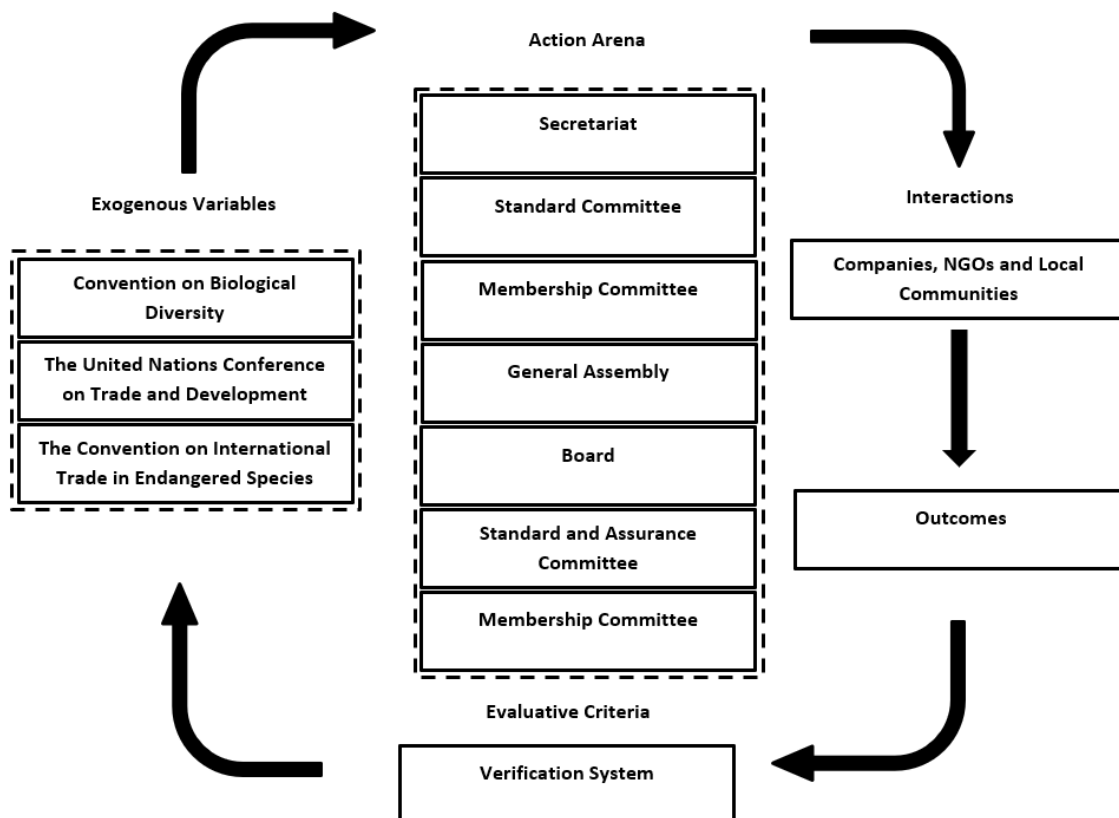 Action Arena
Secretariat
Standard Committee
Membership Committee
General Assembly
Board
Standard and Assurance
Committee
Membership Committee
Exogenous Variables
Convention on Biological
Diversity
The United Nations Conference
on Trade and Development
The Convention on International
Trade in Endangered Species
Interactions
Companies, NGOs and Local
Communities
Outcomes
Evaluative Criteria
Verification System